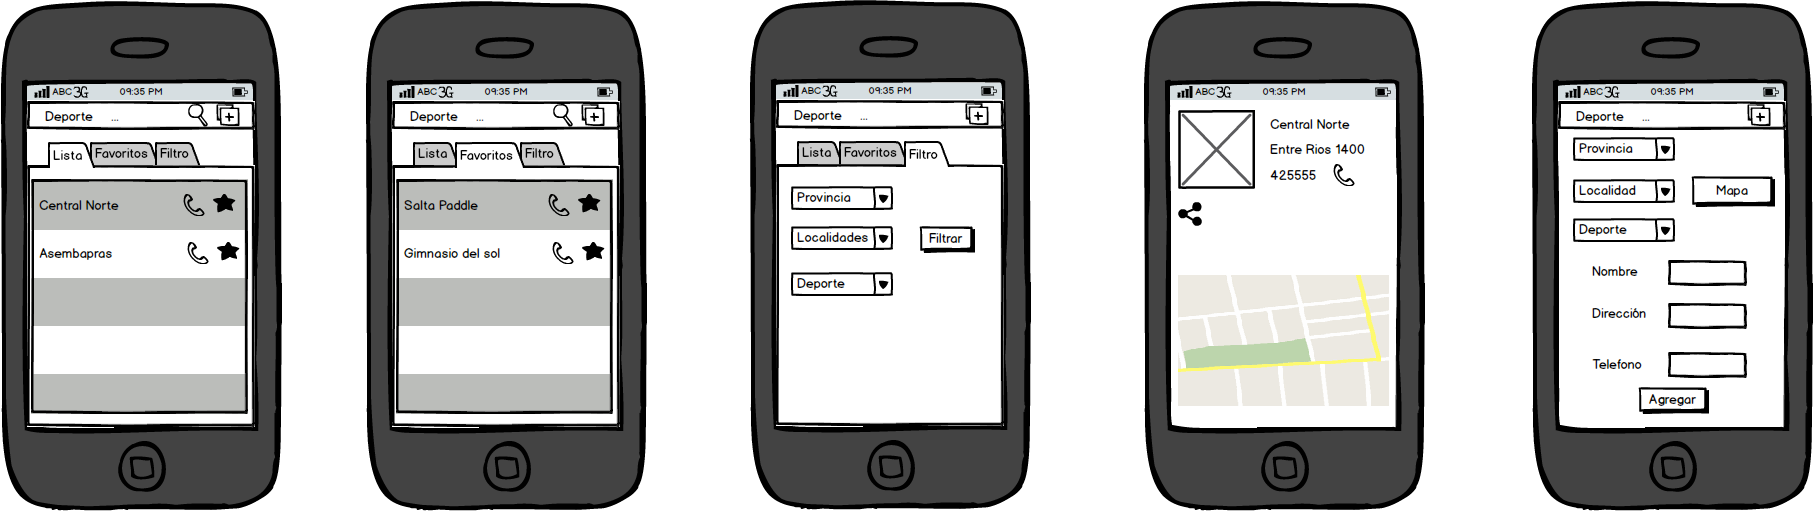 ABC 3G 09:35 PM
Deporte ...
Lista Favoritos Filtro
Central Norte
Asembapras
ABC 3G 09:35 PM
Deporte ...
Lista Favoritos Filtro
Salta Paddle
Gimnasio del sol
ABC 3G 09:35 PM
Deporte ...
Lista Favoritos Filtro
Provincia
Localidades Filtrar
Deporte
ABC 3G 09:35 PM
Central Norte
Entre Rios 1400
425555
ABC 3G 09:35 PM
Deporte ...
Provincia
Localidad Mapa
Deporte
Nombre
Dirección
Telefono
Agregar